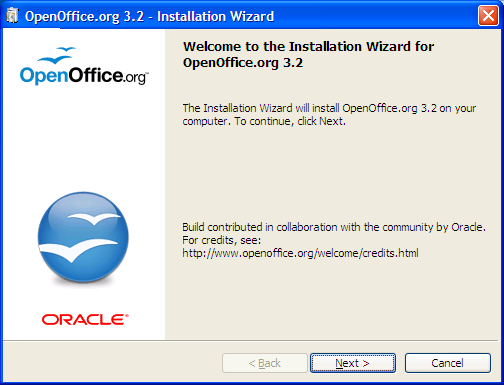 OpenOffice.org 3.2 - Installation Wizard
OpenOffice.org™
Welcome to the Installation Wizard for
OpenOffice.org 3.2
The Installation Wizard will install OpenOffice.org 3.2 on your
computer. To continue, click Next.
Build contributed in collaboration with the community by Oracle.
For credits, see:
http://www.openoffice.org/welcome/credits.html
ORACLE®
< Back
Next >
Cancel